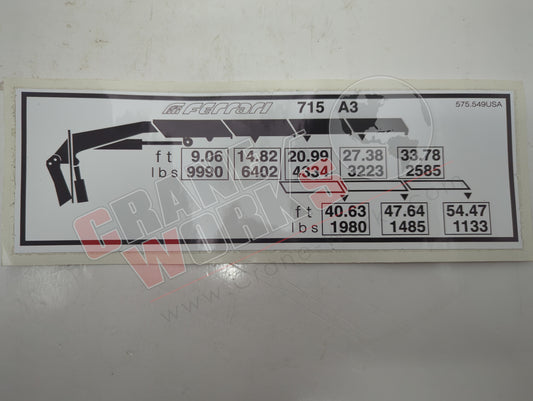 Ferrari 715 A3 575.549USA
ft 9.06 14.82 20.99 27.38 33.78
lbs 9990 6402 4334 3223 2585
ft 40.63 47.64 54.47
lbs 1980 1485 1133
CRANE
WORKS